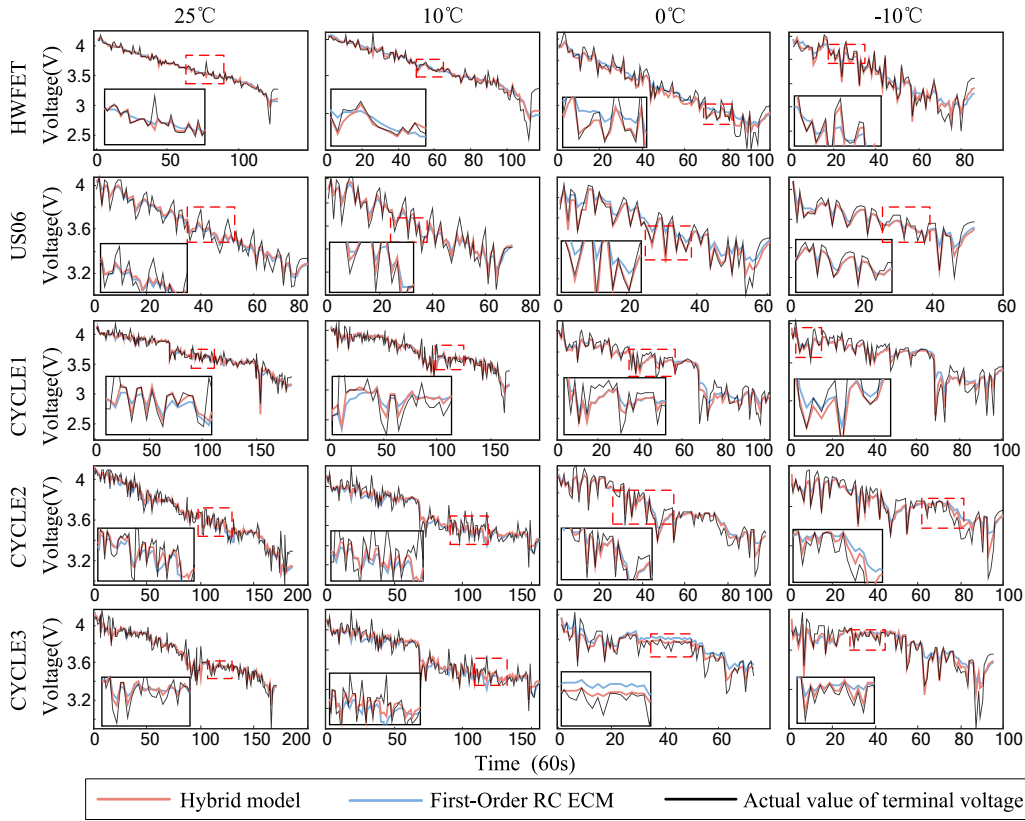 25℃ 10℃ 0℃ -10℃
HWFET
Voltage(V)
4
3.5
3
2.5
0 50 100
0 20 40 60 80 100
0 20 40 60 80 100
0 20 40 60 80 100
US06
Voltage(V)
4
3.6
3.2
0 20 40 60 80
0 20 40 60 80
0 20 40 60
0 20 40 60
CYCLE1
Voltage(V)
4
3.5
3
2.5
0 50 100 150
0 50 100 150
0 20 40 60 80 100
0 20 40 60 80 100
CYCLE2
Voltage(V)
4
3.6
3.2
0 50 100 150 200
0 50 100 150
0 20 40 60 80 100
0 20 40 60 80 100
CYCLE3
Voltage(V)
4
3.6
3.2
0 50 100 150 200
0 50 100 150
0 20 40 60
0 20 40 60 80 100
Time (60s)
Hybrid model First-Order RC ECM Actual value of terminal voltage